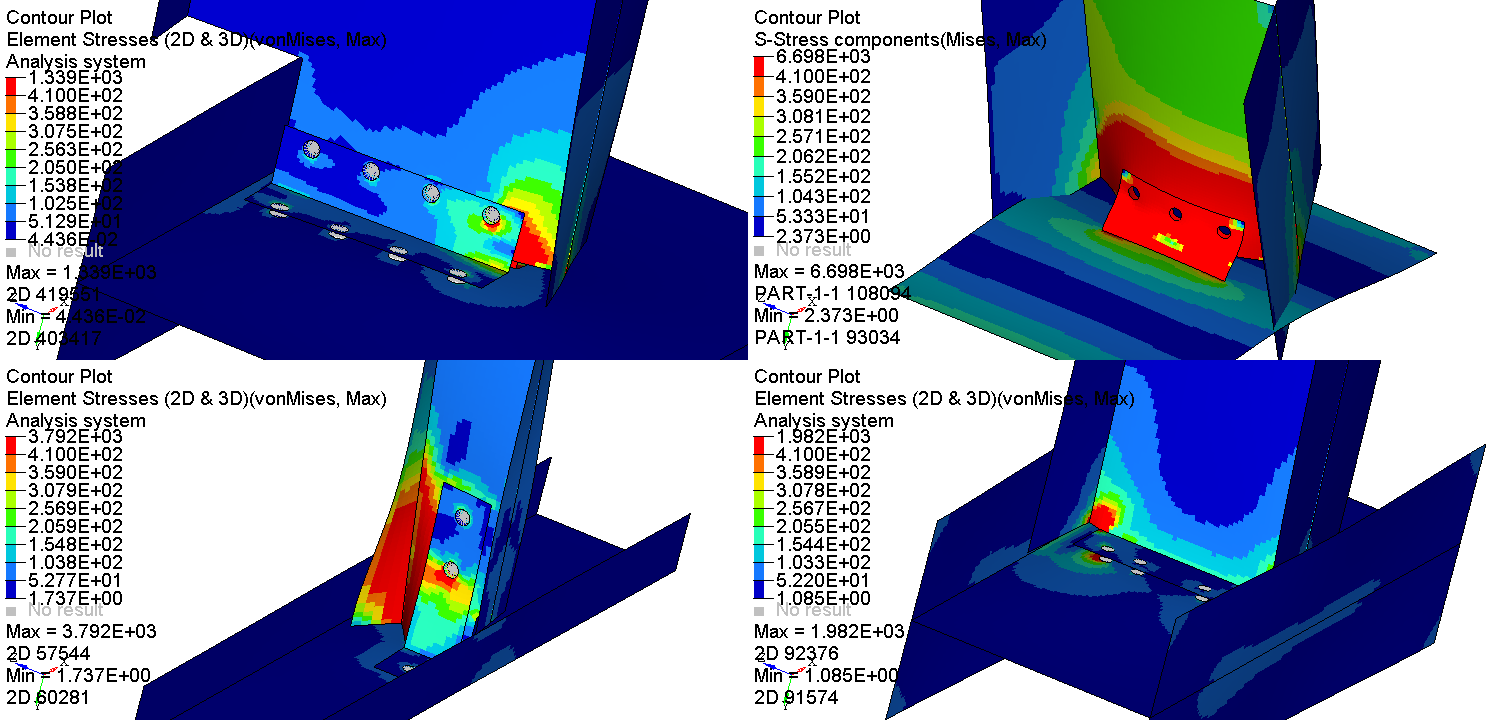 Contour Plot
Element Stresses (2D & 3D)(vonMises, Max)
Analysis system
1.339E+03
4.100E+02
3.588E+02
3.075E+02
2.563E+02
2.050E+02
1.538E+02
1.025E+02
5.129E+01
4.436E-02
No result
Max = 1.339E+03
2D 419551
Min = 4.436E-02
2D 403417
X
Y
Contour Plot
S-Stress components(Mises, Max)
6.698E+03
4.100E+02
3.590E+02
3.081E+02
2.571E+02
2.062E+02
1.552E+02
1.043E+02
5.333E+01
2.373E+00
No result
Max = 6.698E+03
PART-1-1 108094
Min = 2.373E+00
PART-1-1 93034
X
Y
Contour Plot
Element Stresses (2D & 3D)(vonMises, Max)
Analysis system
3.792E+03
4.100E+02
3.590E+02
3.079E+02
2.569E+02
2.059E+02
1.548E+02
1.038E+02
5.277E+01
1.737E+00
No result
Max = 3.792E+03
2D 57544
Min = 1.737E+00
2D 60281
X
Y
Contour Plot
Element Stresses (2D & 3D)(vonMises, Max)
Analysis system
1.982E+03
4.100E+02
3.589E+02
3.078E+02
2.567E+02
2.055E+02
1.544E+02
1.033E+02
5.220E+01
1.085E+00
No result
Max = 1.982E+03
2D 92376
Min = 1.085E+00
2D 91574
X
Y